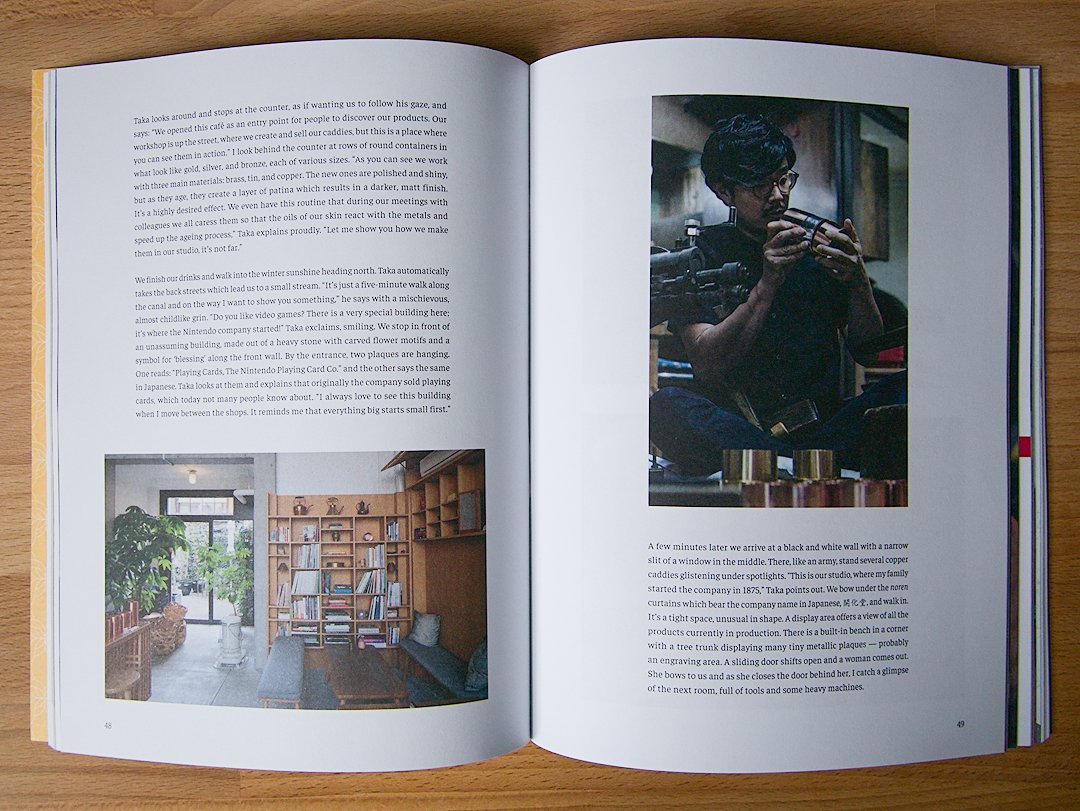 Taka looks around and stops at the counter, as if wanting us to follow his gaze, and
says: “We opened this café as an entry point for people to discover our products. Our
workshop is up the street, where we create and sell our caddies, but this is a place where
you can see them in action.” I look behind the counter at rows of round containers in
what look like gold, silver, and bronze, each of various sizes. “As you can see we work
with three main materials: brass, tin, and copper. The new ones are polished and shiny,
but as they age, they create a layer of patina which results in a darker, matt finish.
It’s a highly desired effect. We even have this routine that during our meetings with
colleagues we all caress them so that the oils of our skin react with the metals and
speed up the ageing process,” Taka explains proudly. “Let me show you how we make
them in our studio, it’s not far.”
We finish our drinks and walk into the winter sunshine heading north. Taka automatically
takes the back streets which lead us to a small stream. “It’s just a five-minute walk along
the canal and on the way I want to show you something,” he says with a mischievous,
almost childlike grin. “Do you like video games? There is a very special building here;
it’s where the Nintendo company started!” Taka exclaims, smiling. We stop in front of
an unassuming building, made out of a heavy stone with carved flower motifs and a
symbol for ‘blessing’ along the front wall. By the entrance, two plaques are hanging.
One reads: “Playing Cards, The Nintendo Playing Card Co.” and the other says the same
in Japanese. Taka looks at them and explains that originally the company sold playing
cards, which today not many people know about. “I always love to see this building
when I move between the shops. It reminds me that everything big starts small first.”
48
A few minutes later we arrive at a black and white wall with a narrow
slit of a window in the middle. There, like an army, stand several copper
caddies glistening under spotlights. “This is our studio, where my family
started the company in 1875,” Taka points out. We bow under the noren
curtains which bear the company name in Japanese, 開化堂, and walk in.
It’s a tight space, unusual in shape. A display area offers a view of all the
products currently in production. There is a built-in bench in a corner
with a tree trunk displaying many tiny metallic plaques — probably
an engraving area. A sliding door shifts open and a woman comes out.
She bows to us and as she closes the door behind her, I catch a glimpse
of the next room, full of tools and some heavy machines.
49